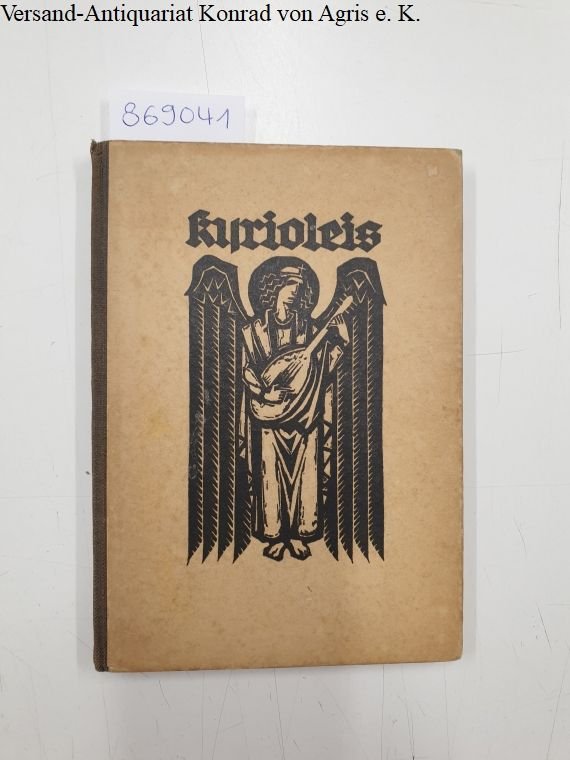 Versand-Antiquariat Konrad von Agris e. K.
869041
Kyrioleis